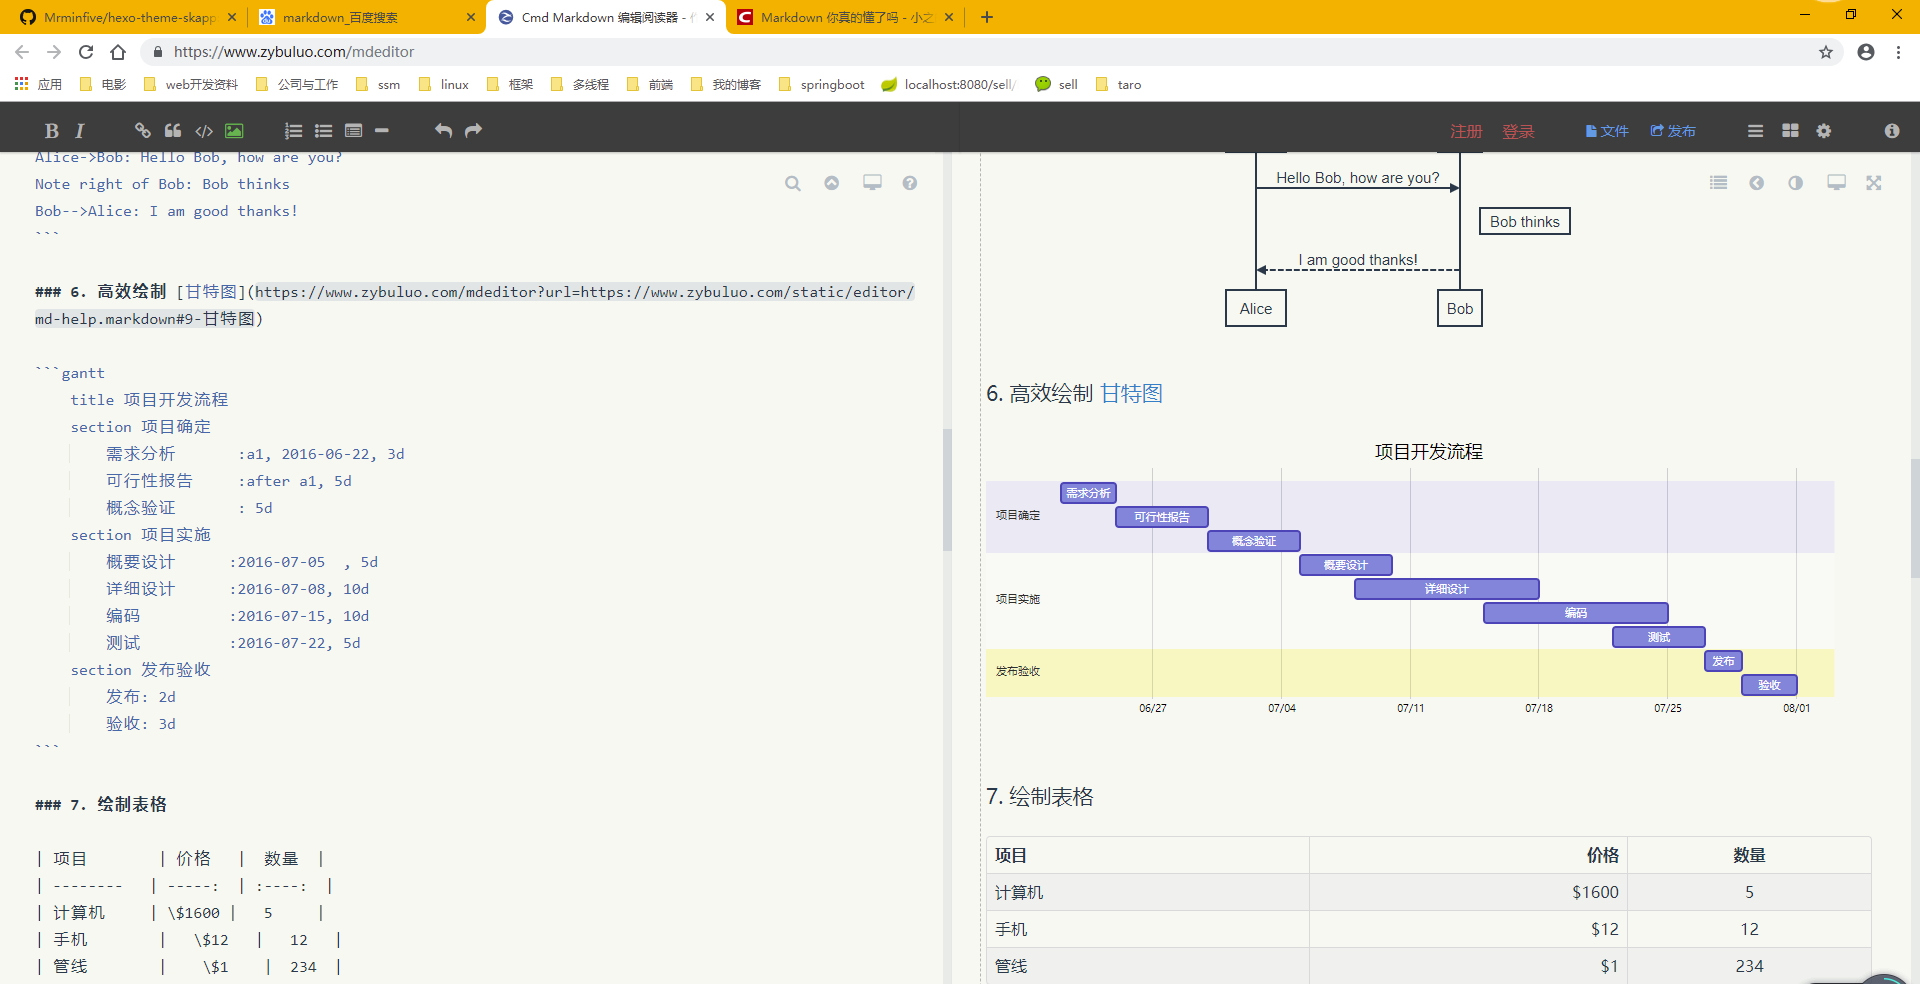 Mrminfive/hexo-theme-skapp
markdown_百度搜索
Cmd Markdown 编辑阅读器 -
Markdown 你真的懂了吗 - 小之
https://www.zybuluo.com/mdeditor
应用 电影 web开发资料 公司与工作 ssm linux 框架 多线程 前端 我的博客 springboot localhost:8080/sell/ sell taro
B I
注册 登录 文件 发布
Alice->Bob: Hello Bob, how are you?
Note right of Bob: Bob thinks
Bob-->Alice: I am good thanks!
```
### 6. 高效绘制 [甘特图](https://www.zybuluo.com/mdeditor?url=https://www.zybuluo.com/static/editor/
md-help.markdown#9-甘特图)
```gantt
title 项目开发流程
section 项目确定
需求分析 :a1, 2016-06-22, 3d
可行性报告 :after a1, 5d
概念验证 : 5d
section 项目实施
概要设计 :2016-07-05 , 5d
详细设计 :2016-07-08, 10d
编码 :2016-07-15, 10d
测试 :2016-07-22, 5d
section 发布验收
发布: 2d
验收: 3d
```
### 7. 绘制表格
| 项目 | 价格 | 数量 |
| -------- | -----: | :----: |
| 计算机 | \$1600 | 5 |
| 手机 | \$12 | 12 |
| 管线 | \$1 | 234 |
Hello Bob, how are you?
Bob thinks
I am good thanks!
Alice Bob
6. 高效绘制 甘特图
项目开发流程
需求分析
项目确定
可行性报告
概念验证
概要设计
详细设计
项目实施
编码
测试
发布
发布验收
验收
06/27 07/04 07/11 07/18 07/25 08/01
7. 绘制表格
项目 价格 数量
计算机 $1600 5
手机 $12 12
管线 $1 234